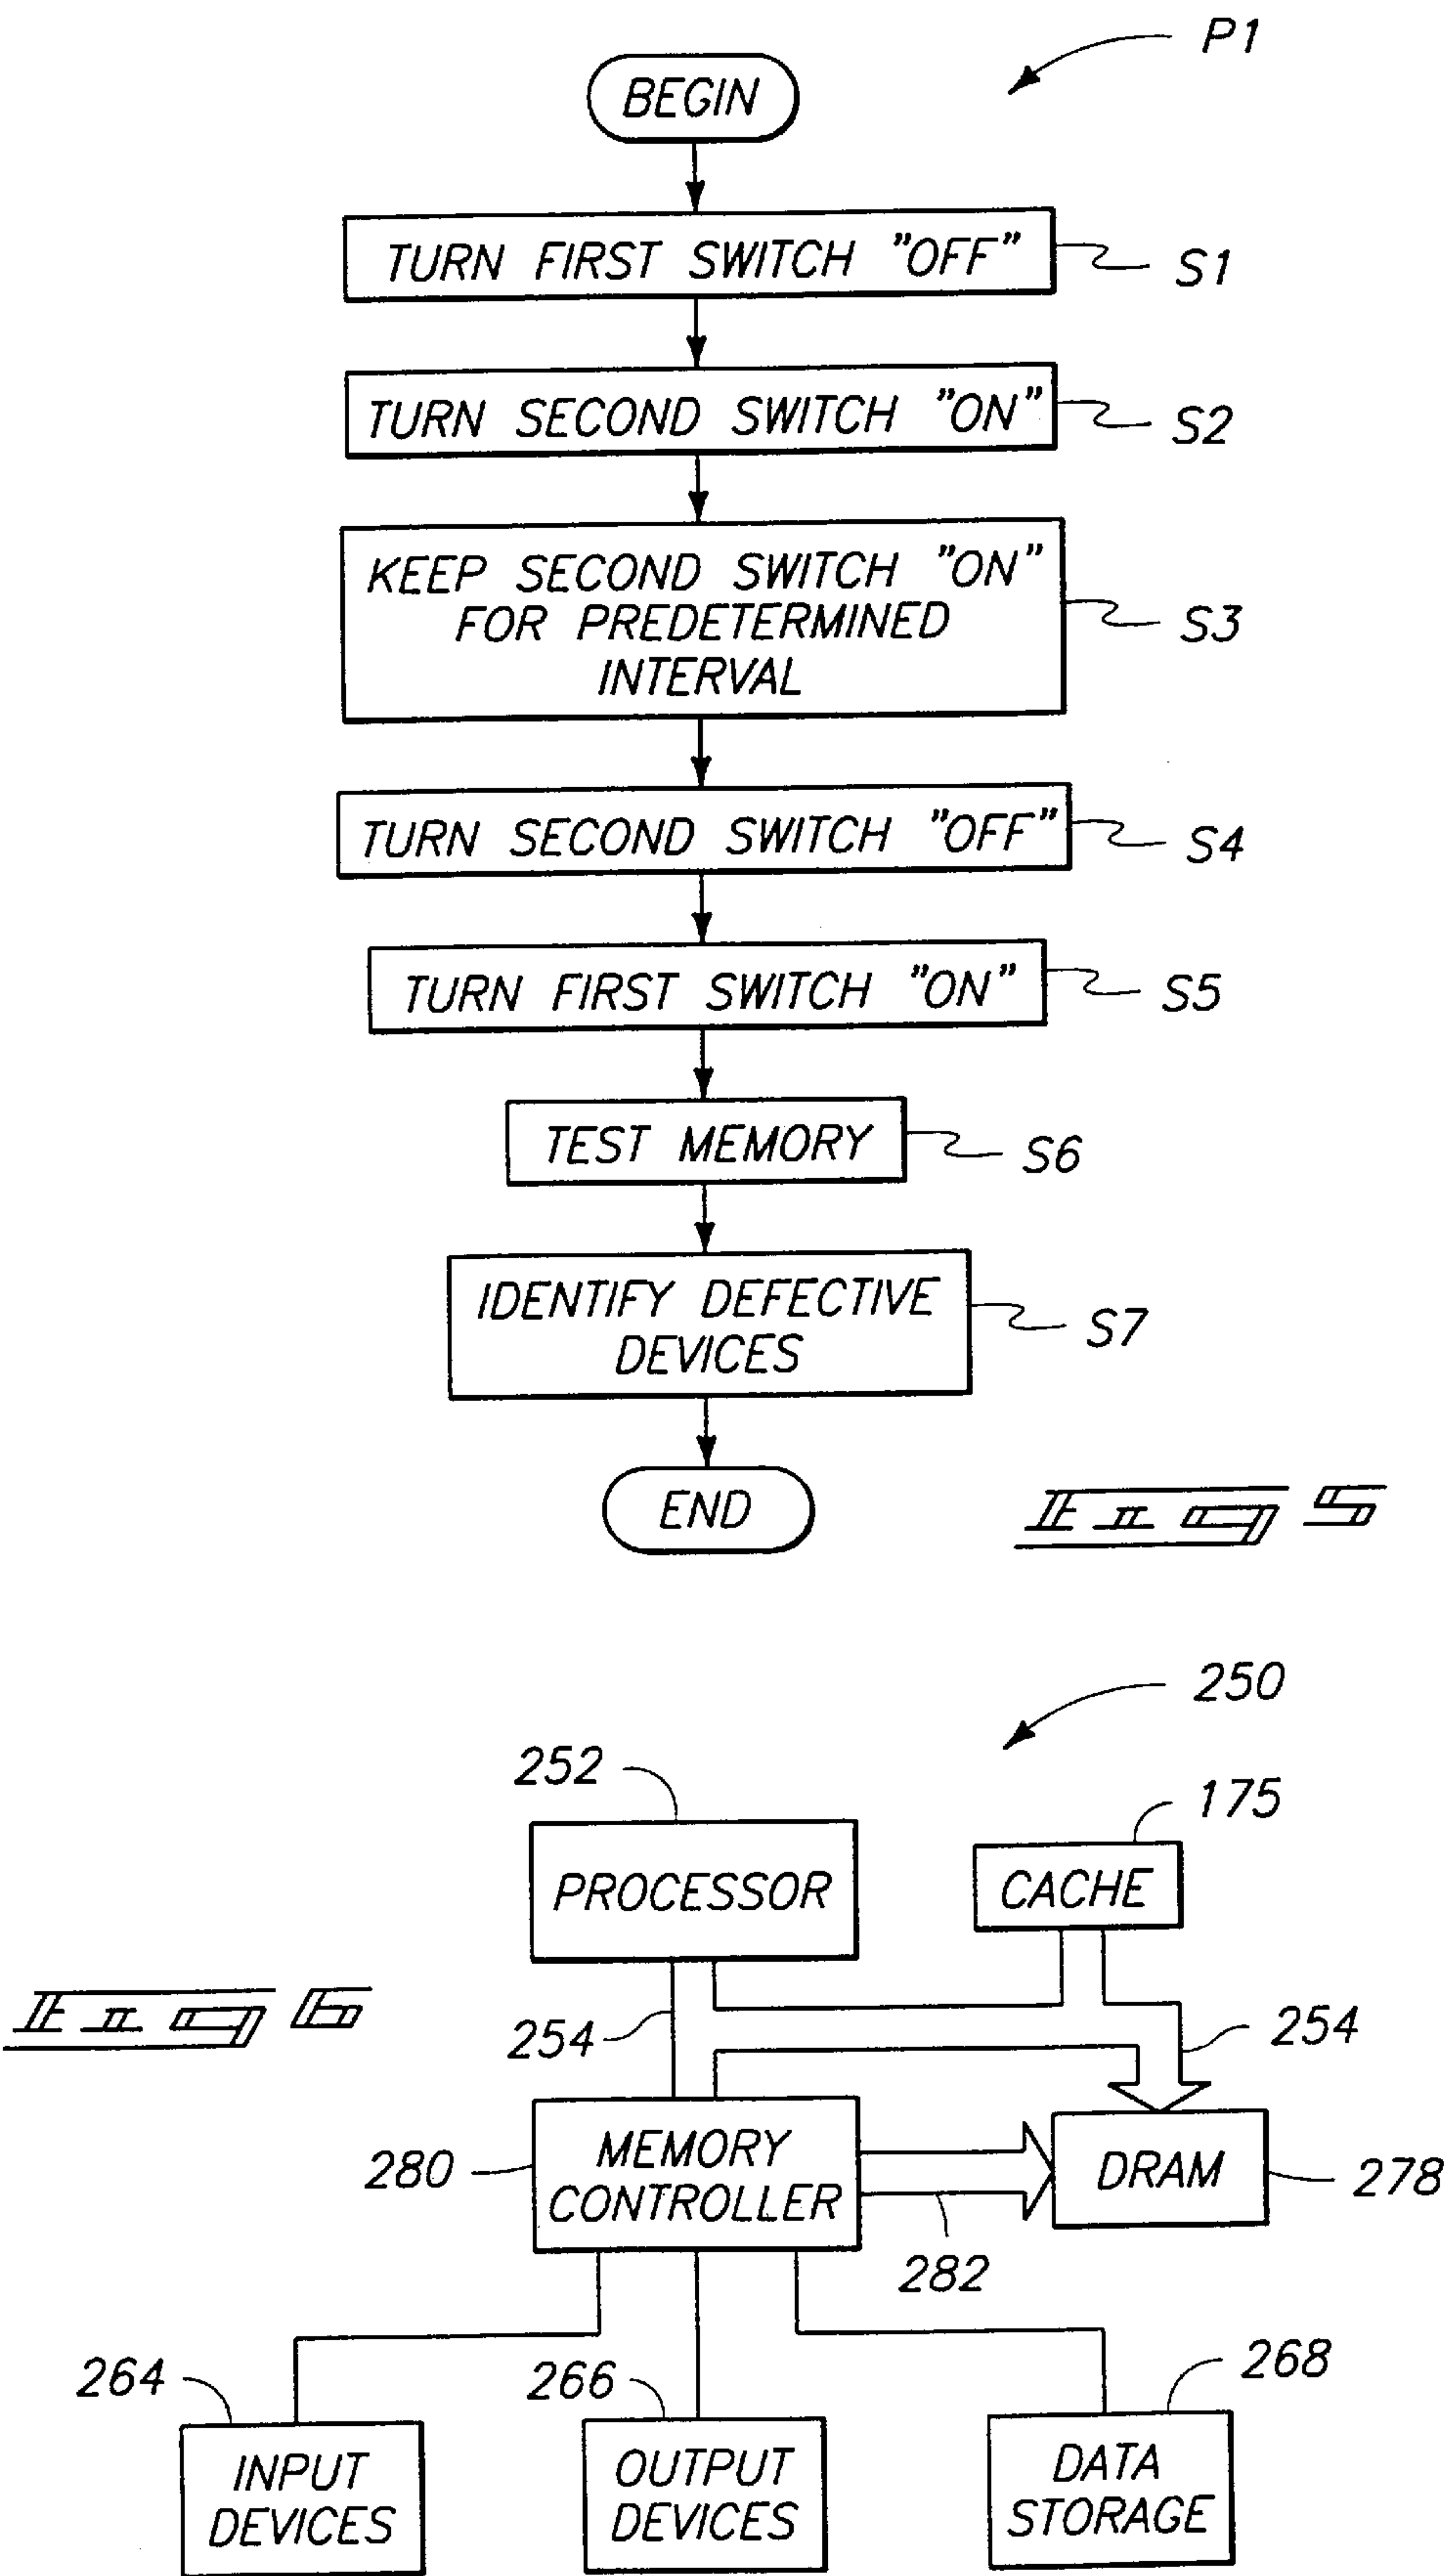 P1
BEGIN
TURN FIRST SWITCH "OFF"
S1
TURN SECOND SWITCH "ON"
S2
KEEP SECOND SWITCH "ON"
FOR PREDETERMINED
INTERVAL
S3
TURN SECOND SWITCH "OFF"
S4
TURN FIRST SWITCH "ON"
S5
TEST MEMORY
S6
IDENTIFY DEFECTIVE
DEVICES
S7
END
Fig 5
250
252
175
PROCESSOR
CACHE
Fig 6
254
254
280
MEMORY
CONTROLLER
DRAM
278
282
264
266
268
INPUT
DEVICES
OUTPUT
DEVICES
DATA
STORAGE